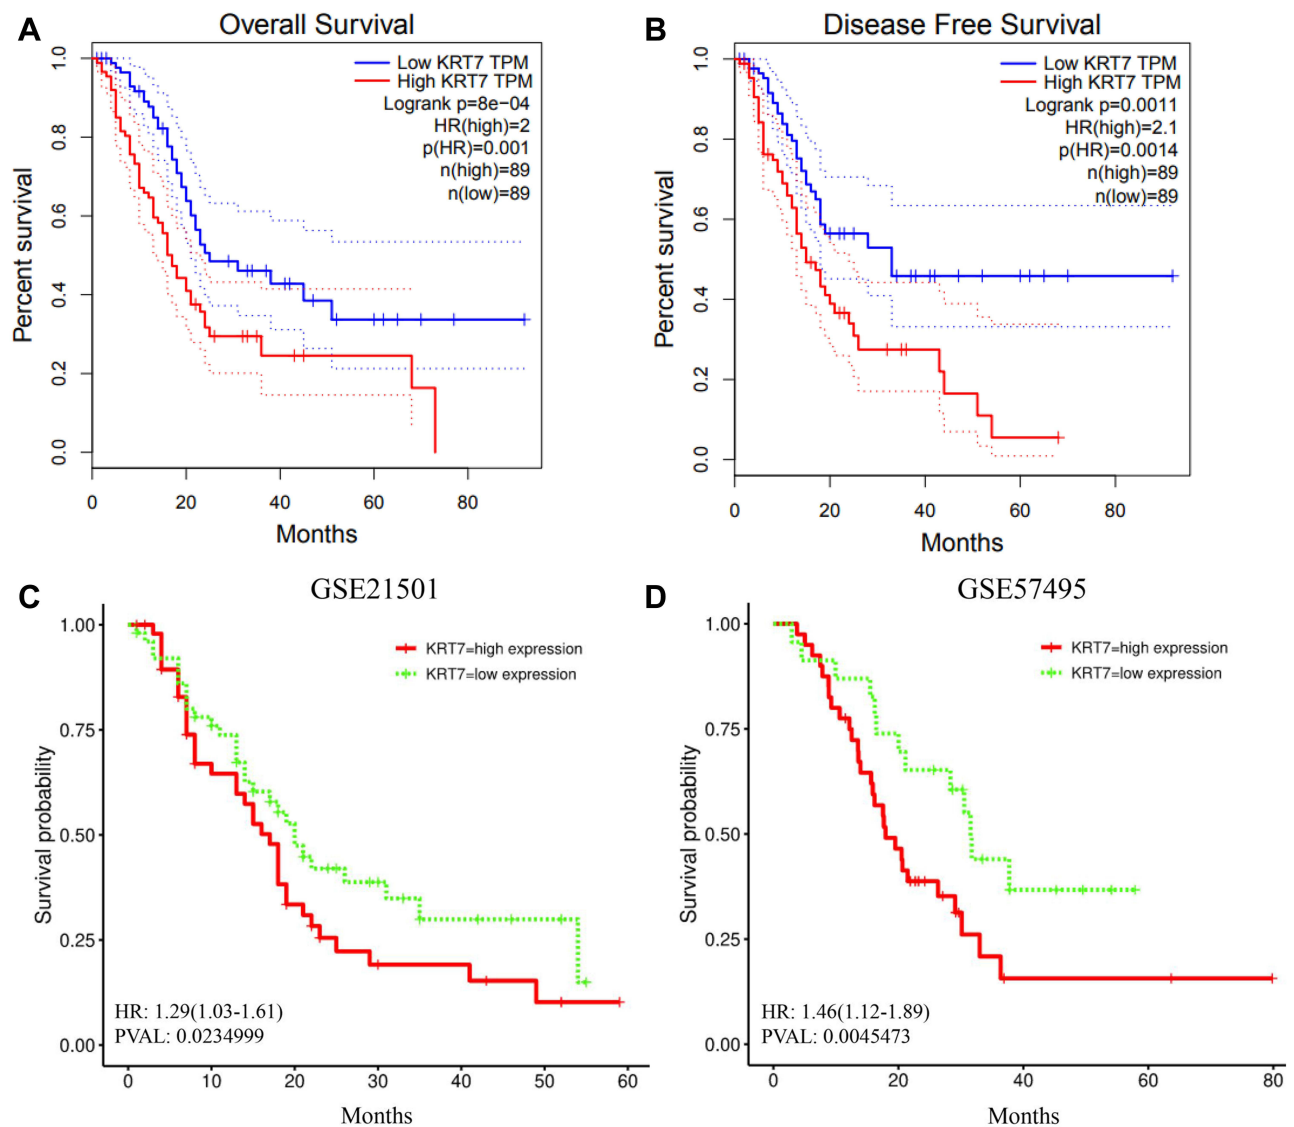 A
Overall Survival
Low KRT7 TPM
High KRT7 TPM
Logrank p=8e−04
HR(high)=2
p(HR)=0.001
n(high)=89
n(low)=89
Percent survival
1.0
0.8
0.6
0.4
0.2
0.0
0 20 40 60 80
Months
B
Disease Free Survival
Low KRT7 TPM
High KRT7 TPM
Logrank p=0.0011
HR(high)=2.1
p(HR)=0.0014
n(high)=89
n(low)=89
Percent survival
1.0
0.8
0.6
0.4
0.2
0.0
0 20 40 60 80
Months
C
GSE21501
KRT7=high expression
KRT7=low expression
Survival probability
1.00
0.75
0.50
0.25
0.00
HR: 1.29(1.03-1.61)
PVAL: 0.0234999
0 10 20 30 40 50 60
Months
D
GSE57495
KRT7=high expression
KRT7=low expression
Survival probability
1.00
0.75
0.50
0.25
0.00
HR: 1.46(1.12-1.89)
PVAL: 0.0045473
0 20 40 60 80
Months